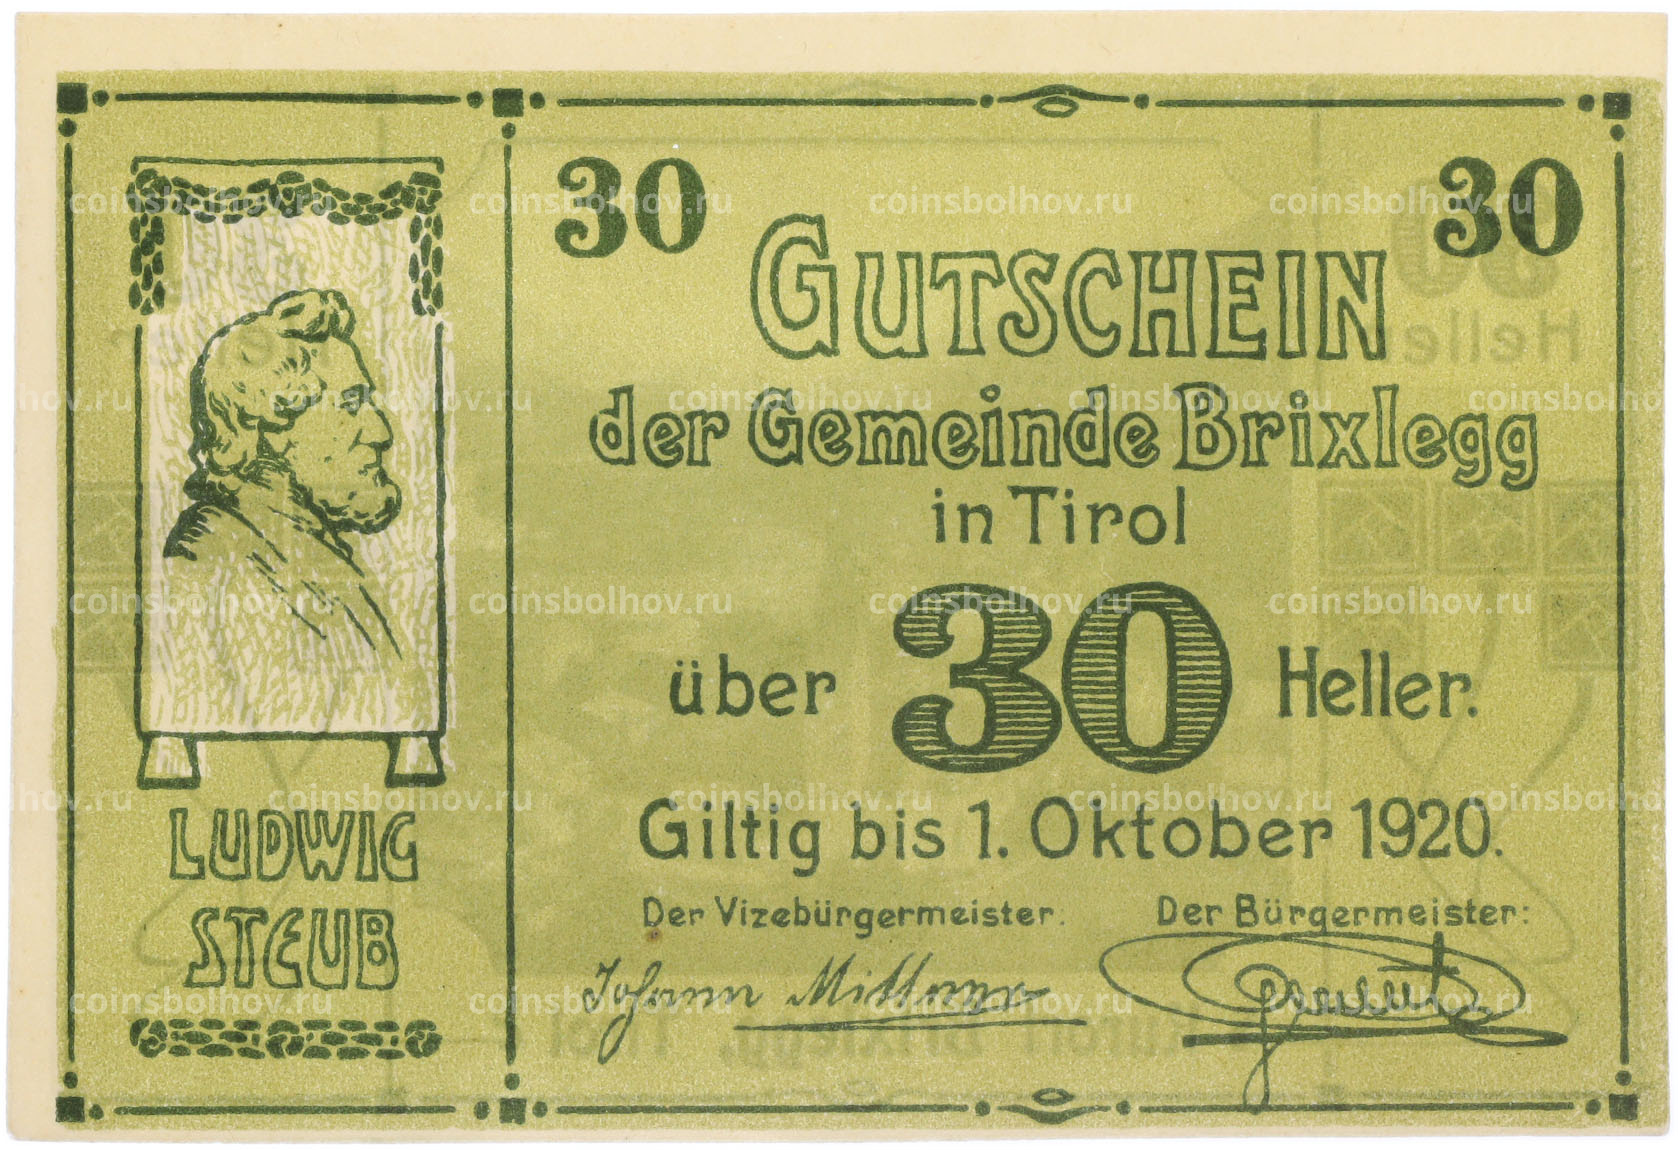 30 30
GUTSCHEIN
der Gemeinde Brixlegg
in Tirol
über 30 Heller.
Giltig bis 1. Oktober 1920.
Der Vizebürgermeister: Der Bürgermeister:
Johann
LUDWIG
STEUB
coinsbolhov.ru